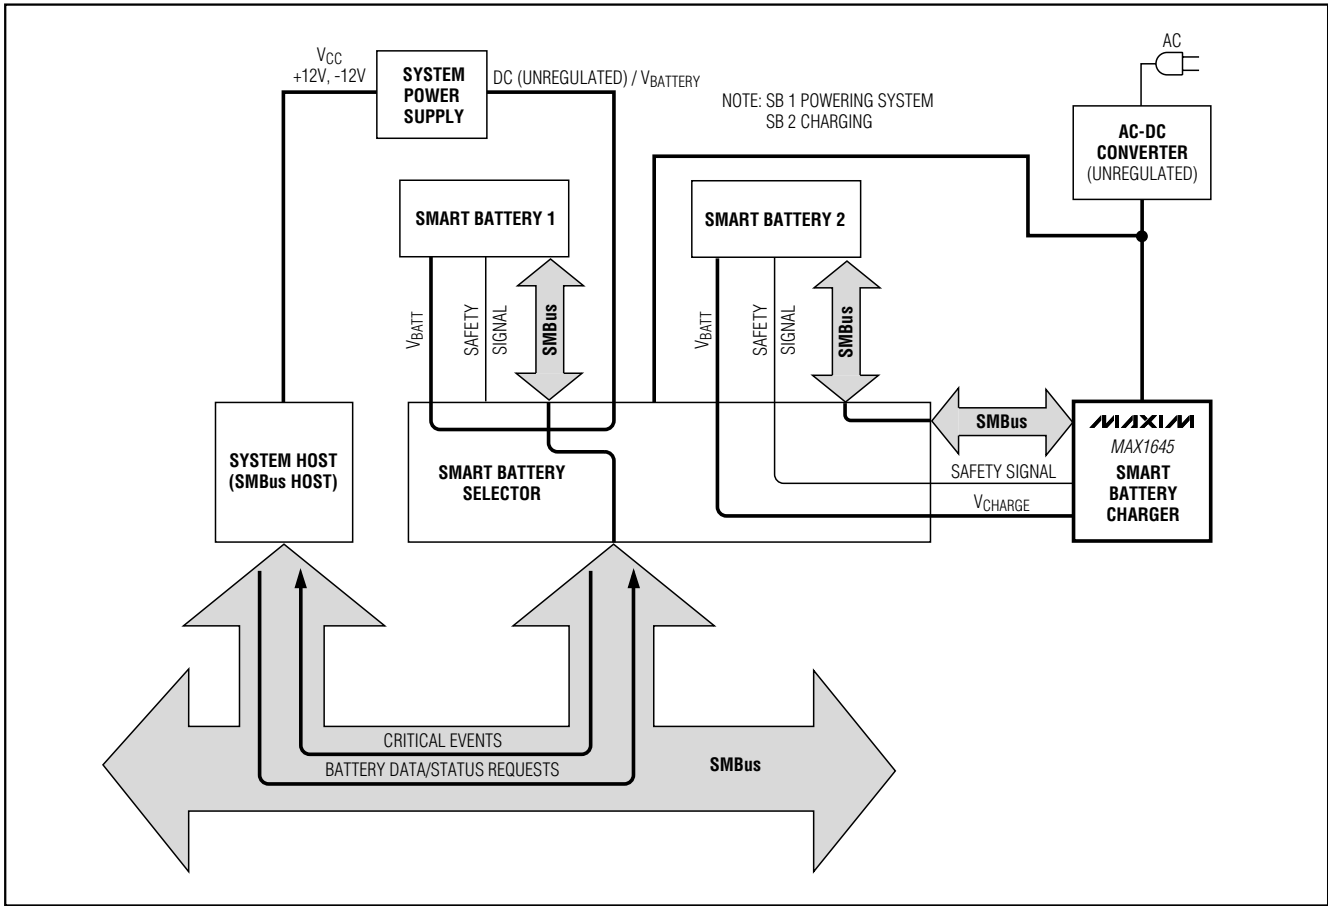 VCC
+12V, -12V
SYSTEM
POWER
SUPPLY
DC (UNREGULATED) / VBATTERY
NOTE: SB 1 POWERING SYSTEM
SB 2 CHARGING
AC
AC-DC
CONVERTER
(UNREGULATED)
SMART BATTERY 1
SMART BATTERY 2
VBATT
SAFETY
SIGNAL
SMBus
VBATT
SAFETY
SIGNAL
SMBus
SYSTEM HOST
(SMBus HOST)
SMART BATTERY
SELECTOR
SMBus
SAFETY SIGNAL
VCHARGE
MAXIM
MAX1645
SMART
BATTERY
CHARGER
CRITICAL EVENTS
BATTERY DATA/STATUS REQUESTS
SMBus